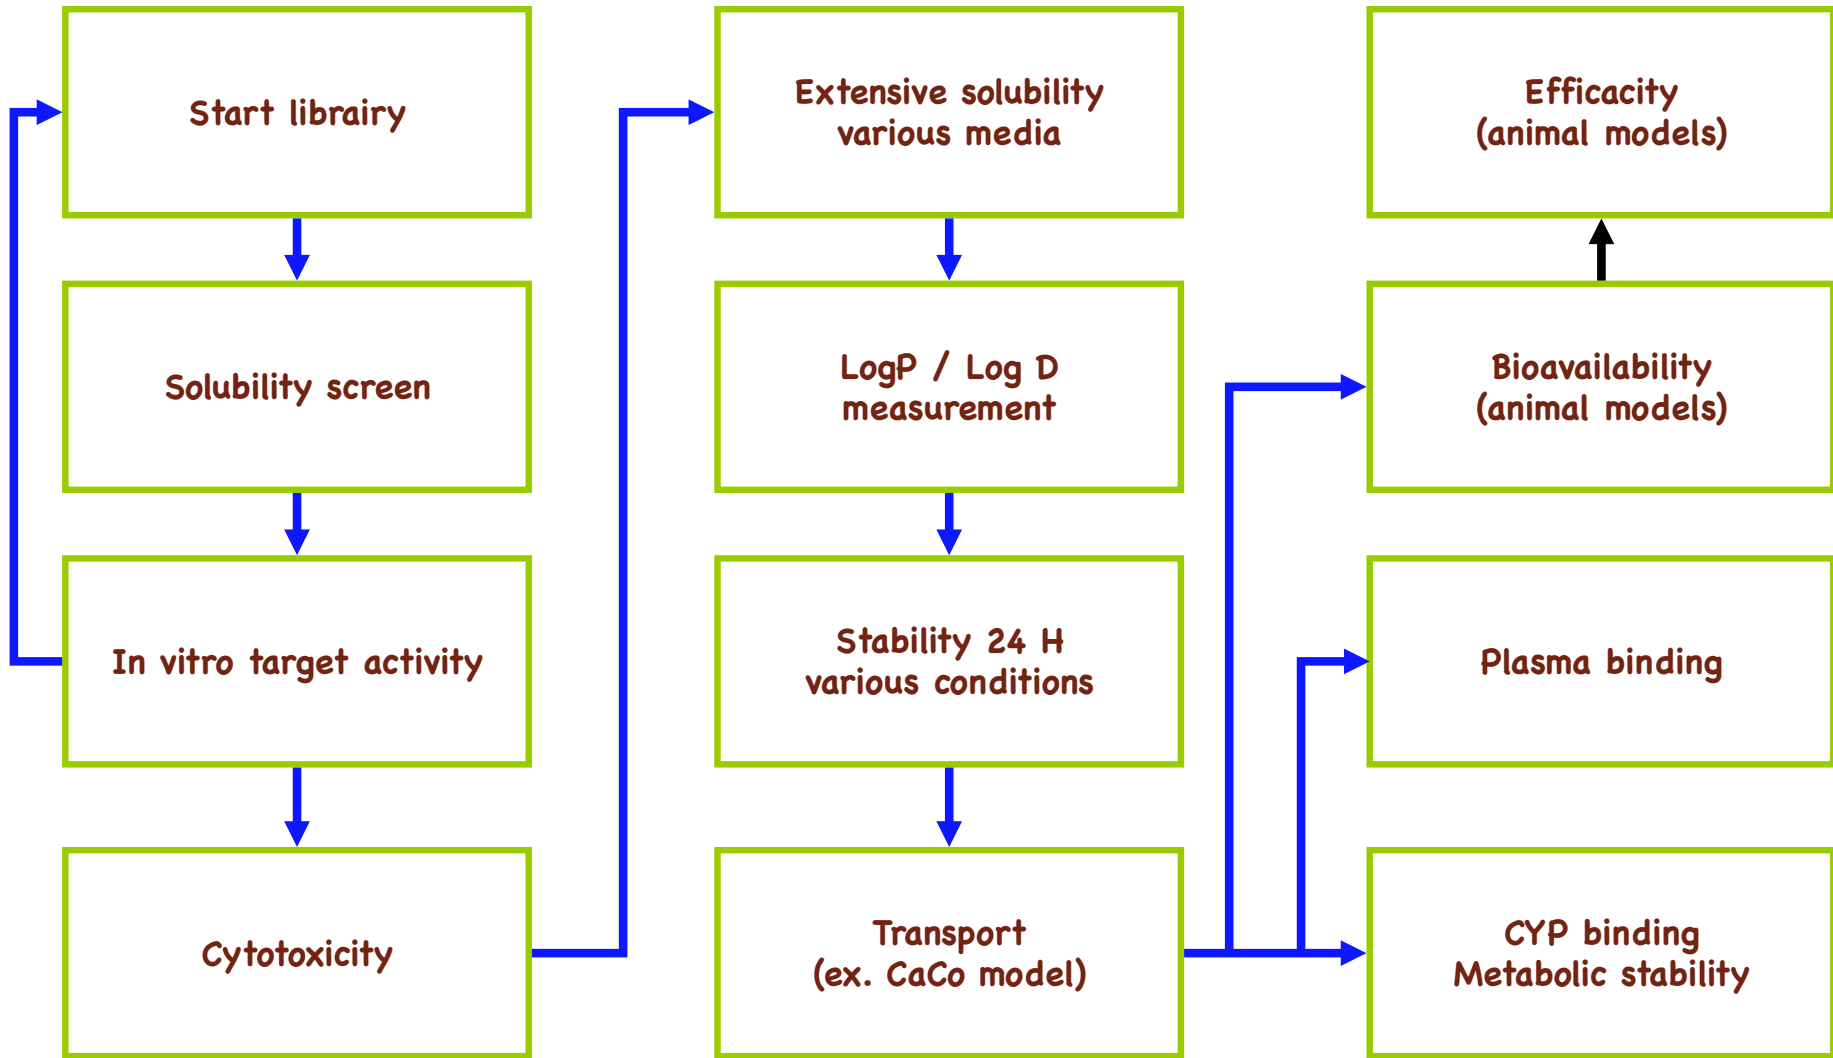 Start librairy
Solubility screen
In vitro target activity
Cytotoxicity
Extensive solubility
various media
LogP / Log D
measurement
Stability 24 H
various conditions
Transport
(ex. CaCo model)
Efficacity
(animal models)
Bioavailability
(animal models)
Plasma binding
CYP binding
Metabolic stability